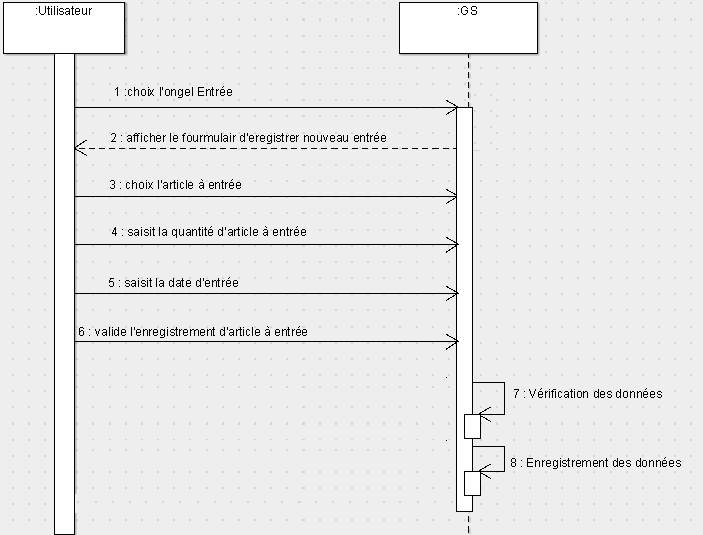 :Utilisateur
:GS
1 :choix l'ongel Entrée
2 : afficher le fourmulair d'eregistrer nouveau entrée
3 : choix l'article à entrée
4 : saisit la quantité d'article à entrée
5 : saisit la date d'entrée
6 : valide l'enregistrement d'article à entrée
7 : Vérification des données
8 : Enregistrement des données